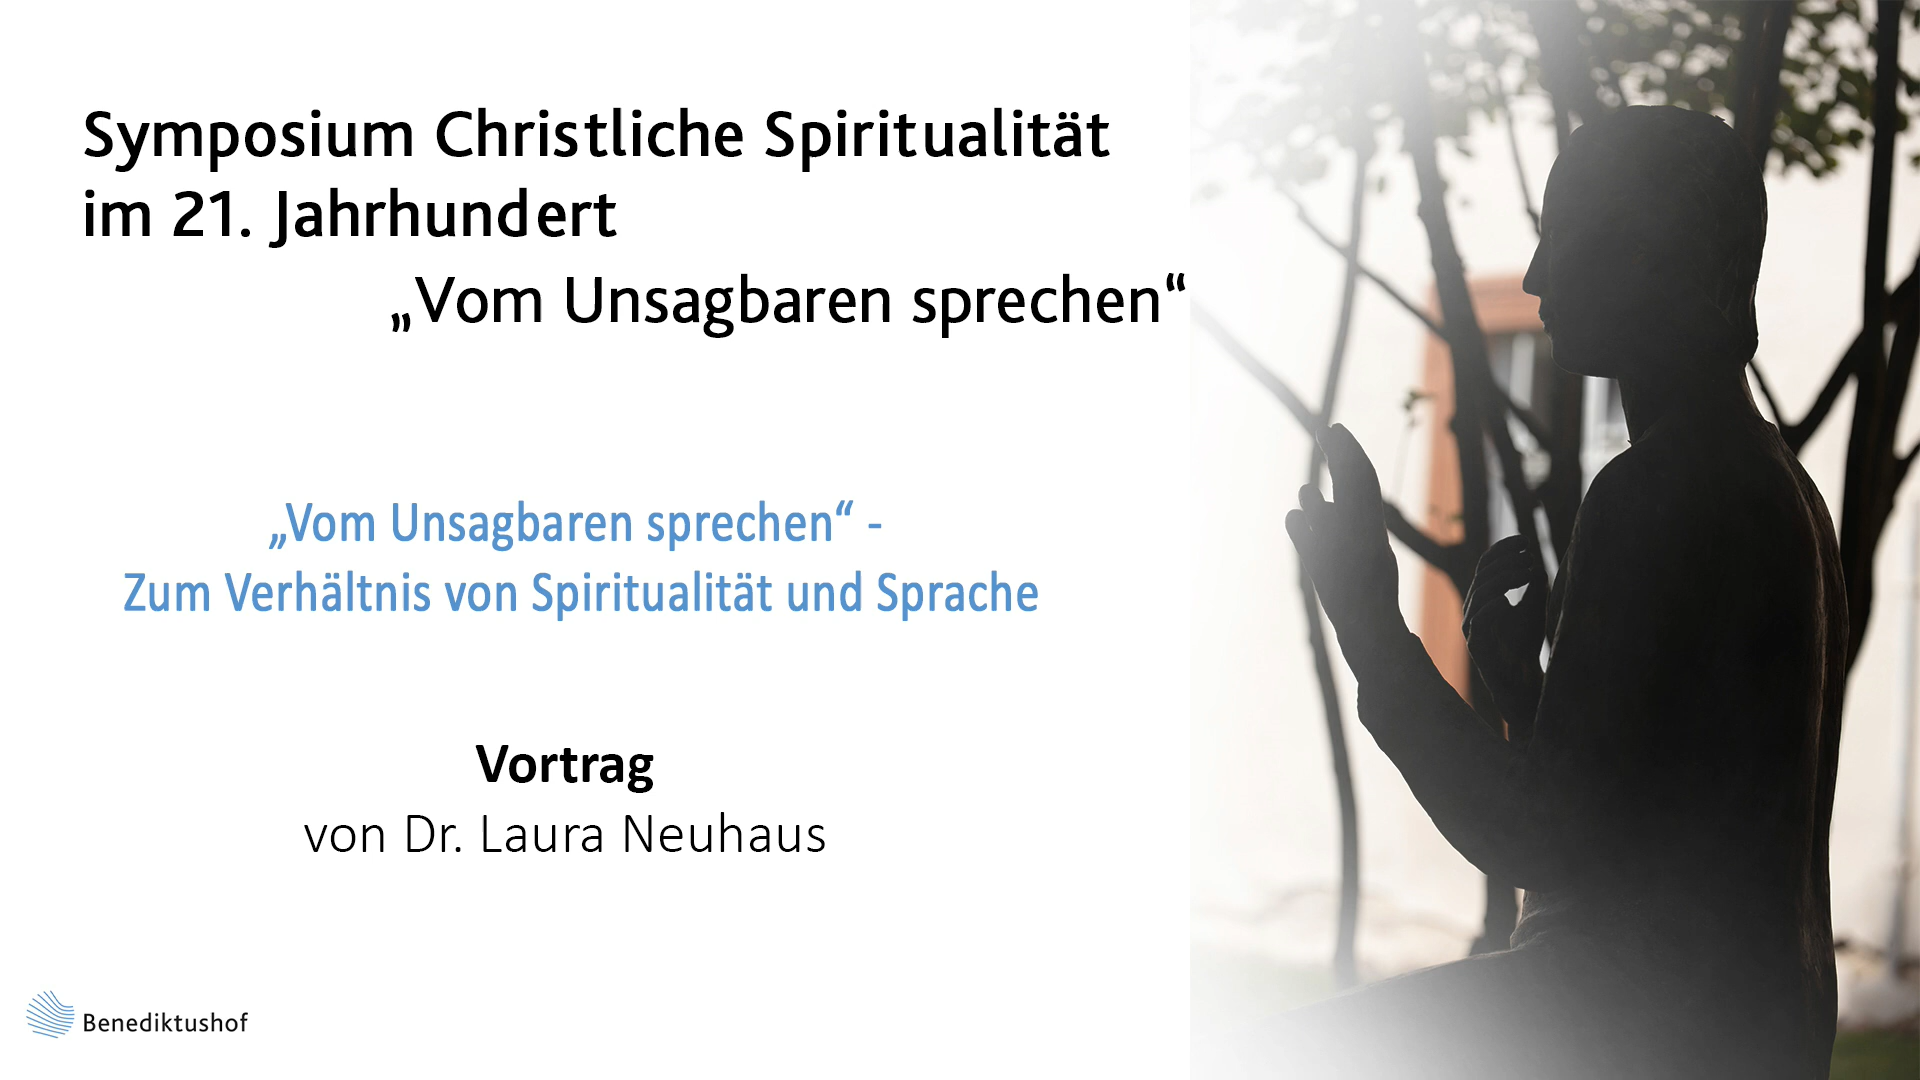 Symposium Christliche Spiritualität
im 21. Jahrhundert
„Vom Unsagbaren sprechen“
„Vom Unsagbaren sprechen“ -
Zum Verhältnis von Spiritualität und Sprache
Vortrag
von Dr. Laura Neuhaus
Benediktushof